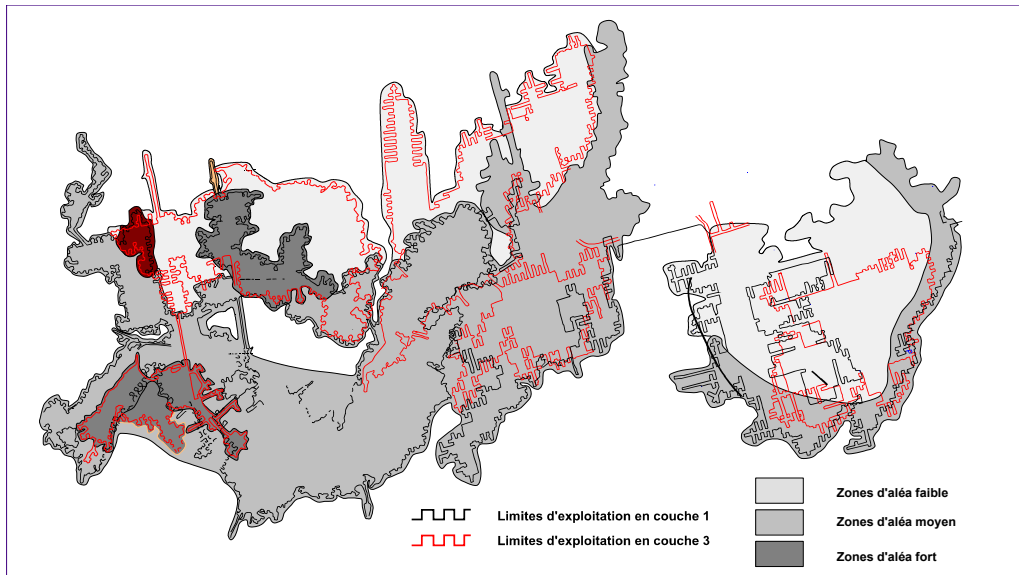 Limites d'exploitation en couche 1
Limites d'exploitation en couche 3
Zones d'aléa faible
Zones d'aléa moyen
Zones d'aléa fort